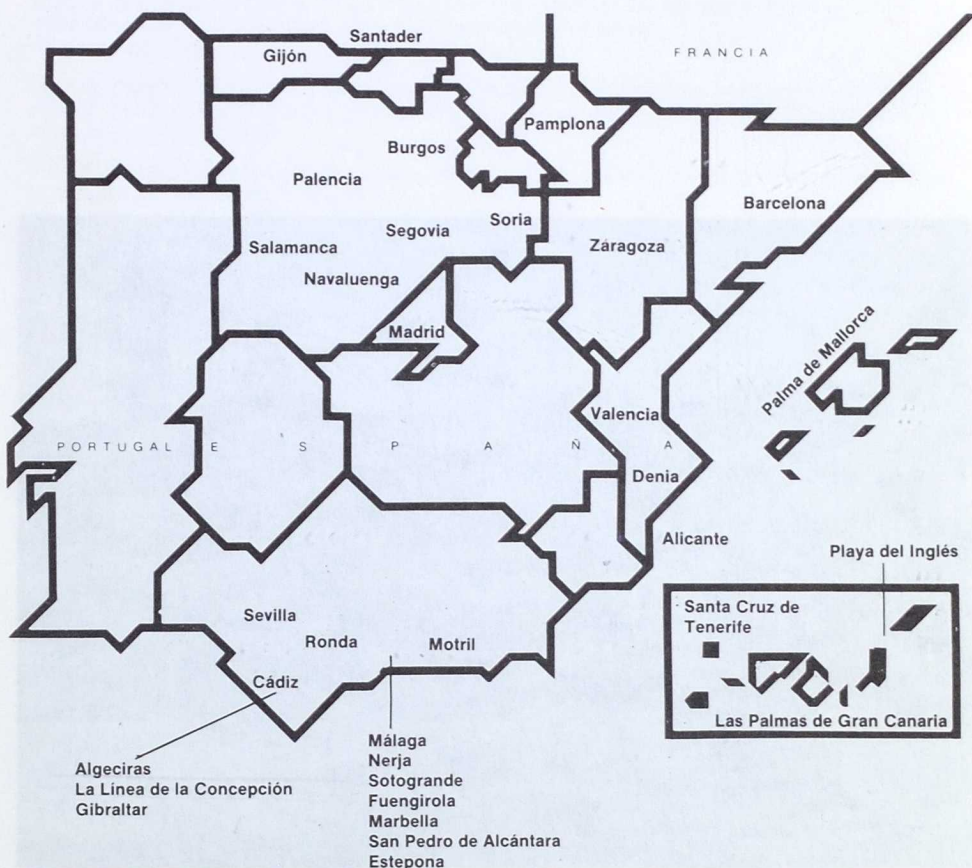 Santader
FRANCIA
Gijón
Pamplona
Burgos
Palencia
Barcelona
Soria
Segovia
Záragoza
Salamanca
Navaluenga
Madrid
Palma de Mallorca
Valencia
PORTUGAL
ESPAÑA
Denia
Alicante
Playa del Inglés
Santa Cruz de
Tenerife
Sevilla
Ronda
Motril
Cádiz
Las Palmas de Gran Canaria
Algeciras
La Línea de la Concepción
Gibraltar
Málaga
Nerja
Sotogrande
Fuengirola
Marbella
San Pedro de Alcántara
Estepona